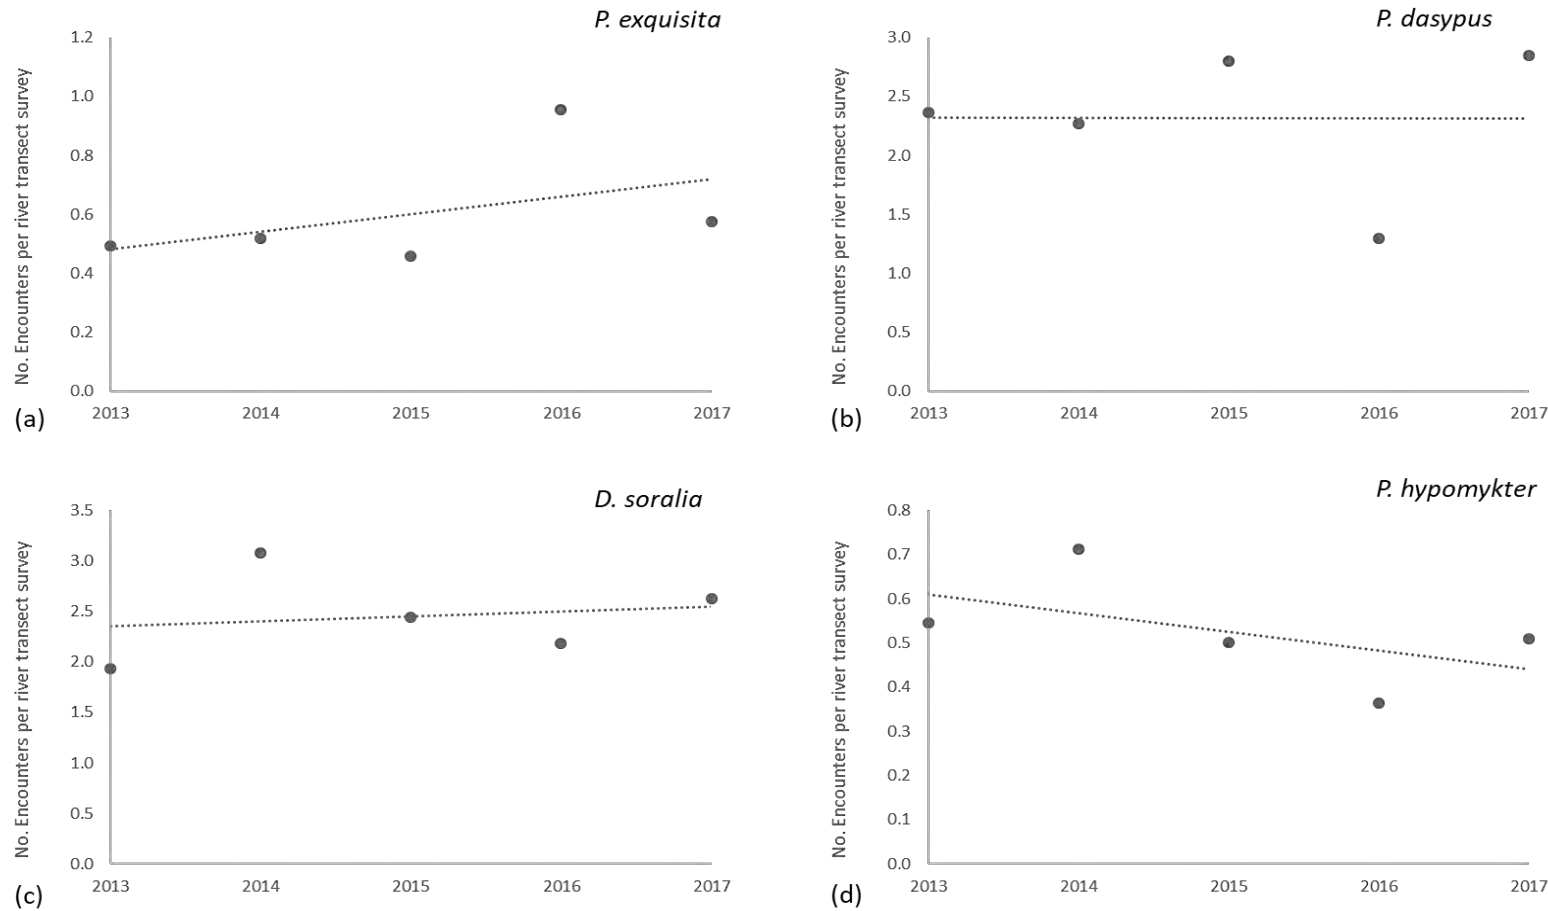 P. exquisita
No. Encounters per river transect survey
1.2
1.0
0.8
0.6
0.4
0.2
0.0
2013 2014 2015 2016 2017
(a)
P. dasypus
No. Encounters per river transect survey
3.0
2.5
2.0
1.5
1.0
0.5
0.0
2013 2014 2015 2016 2017
(b)
D. soralia
No. Encounters per river transect survey
3.5
3.0
2.5
2.0
1.5
1.0
0.5
0.0
2013 2014 2015 2016 2017
(c)
P. hypomykter
No. Encounters per river transect survey
0.8
0.7
0.6
0.5
0.4
0.3
0.2
0.1
0.0
2013 2014 2015 2016 2017
(d)